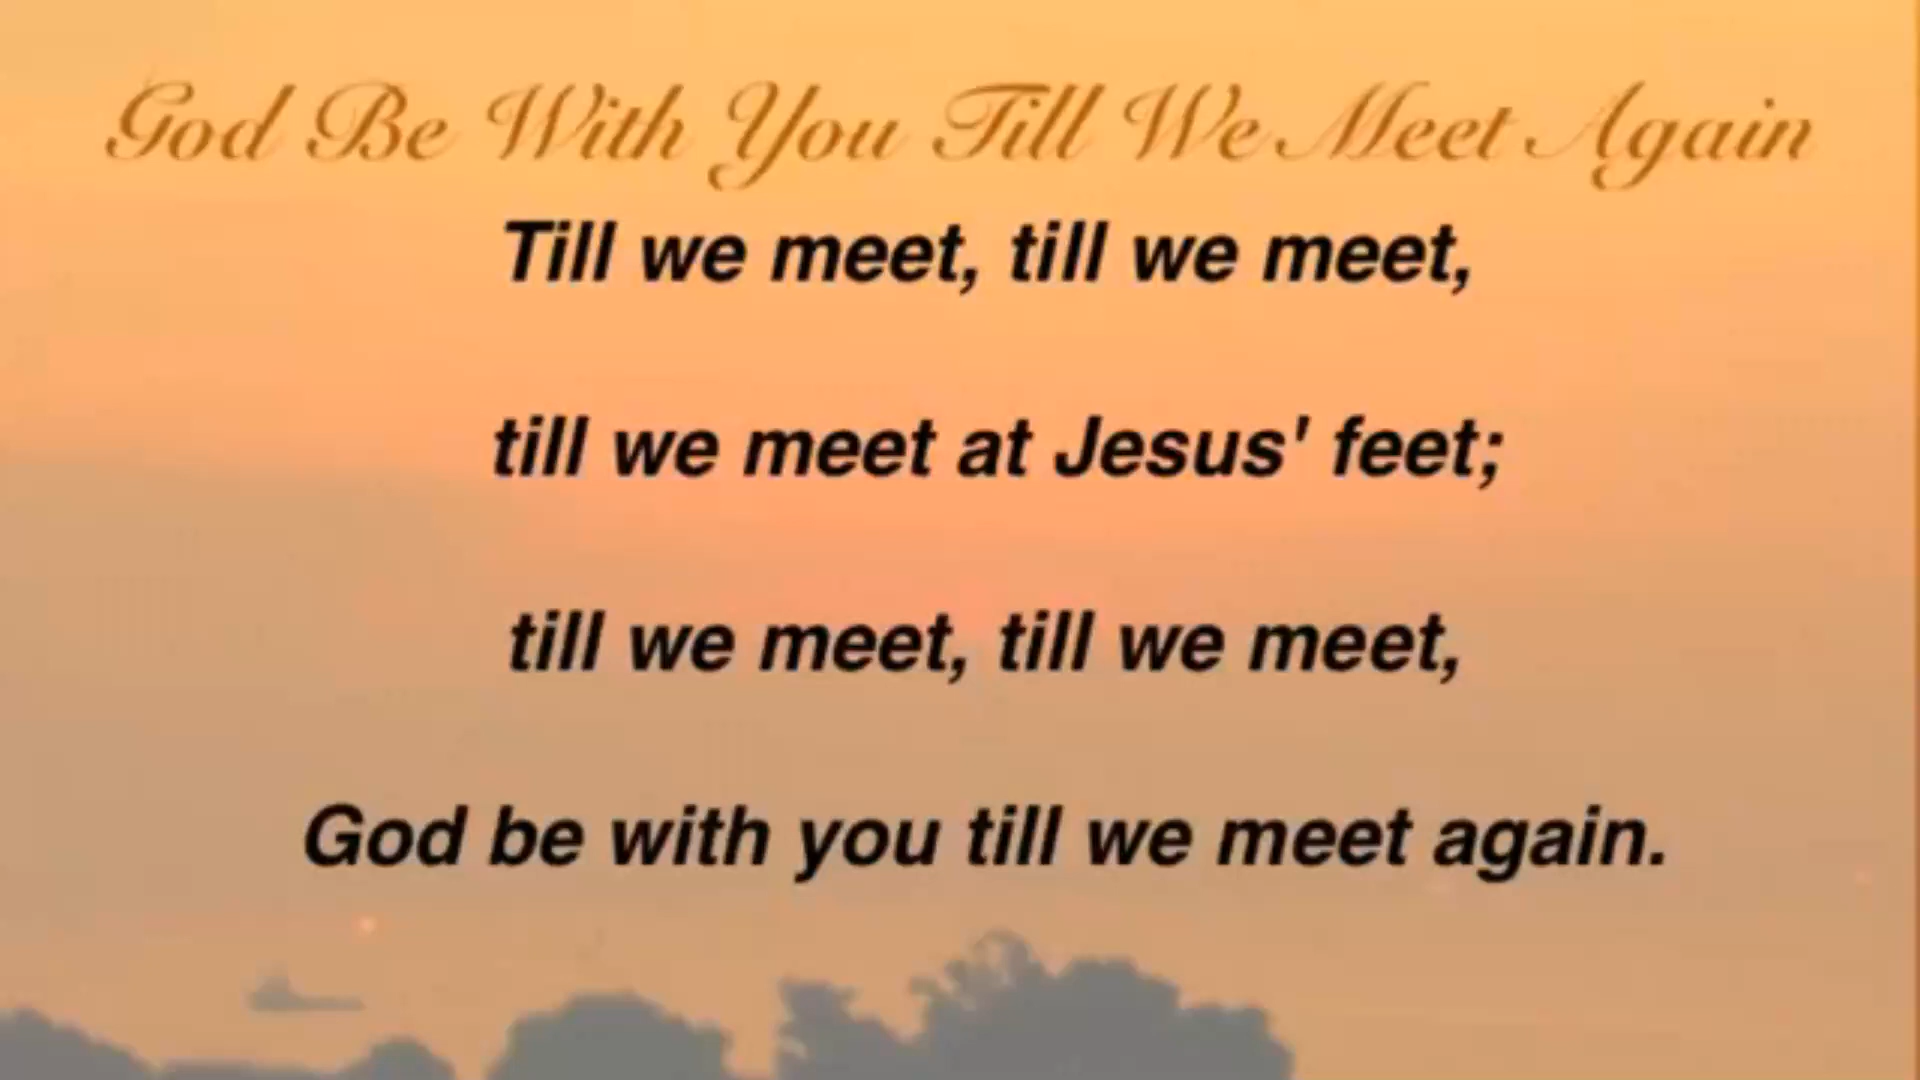 God Be With You Till We Meet Again
Till we meet, till we meet,
till we meet at Jesus' feet;
till we meet, till we meet,
God be with you till we meet again.